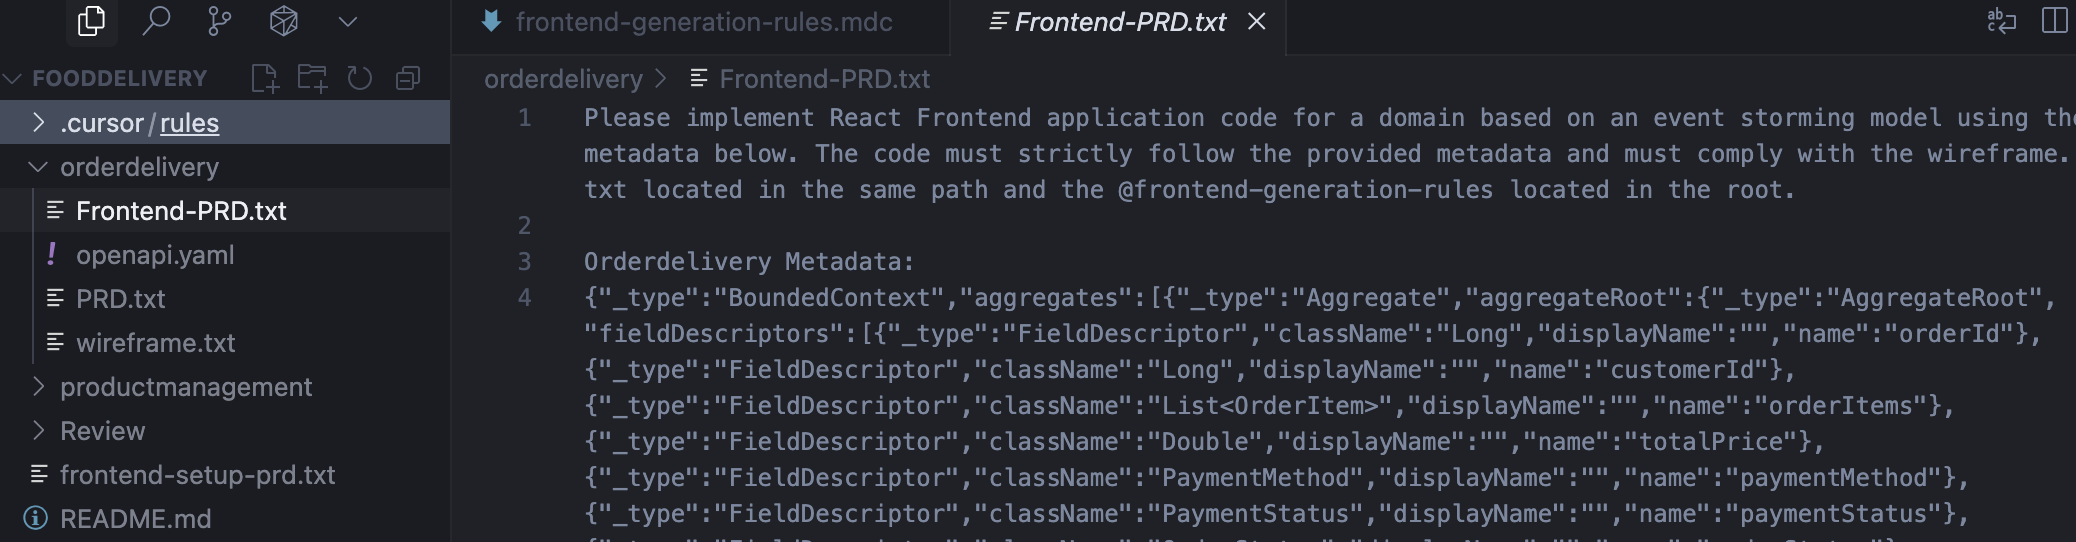 frontend-generation-rules.mdc
Frontend-PRD.txt
FOODDELIVERY
orderdelivery > Frontend-PRD.txt
.cursor/rules
orderdelivery
Frontend-PRD.txt
! openapi.yaml
PRD.txt
wireframe.txt
productmanagement
Review
frontend-setup-prd.txt
README.md
1 Please implement React Frontend application code for a domain based on an event storming model using the
metadata below. The code must strictly follow the provided metadata and must comply with the wireframe.
txt located in the same path and the @frontend-generation-rules located in the root.
2
3 Orderdelivery Metadata:
4 {"_type":"BoundedContext","aggregates":[{"_type":"Aggregate","aggregateRoot":{"_type":"AggregateRoot",
"fieldDescriptors":[{"_type":"FieldDescriptor","className":"Long","displayName":"","name":"orderId"},
{"_type":"FieldDescriptor","className":"Long","displayName":"","name":"customerId"},
{"_type":"FieldDescriptor","className":"List<OrderItem>","displayName":"","name":"orderItems"},
{"_type":"FieldDescriptor","className":"Double","displayName":"","name":"totalPrice"},
{"_type":"FieldDescriptor","className":"PaymentMethod","displayName":"","name":"paymentMethod"},
{"_type":"FieldDescriptor","className":"PaymentStatus","displayName":"","name":"paymentStatus"},